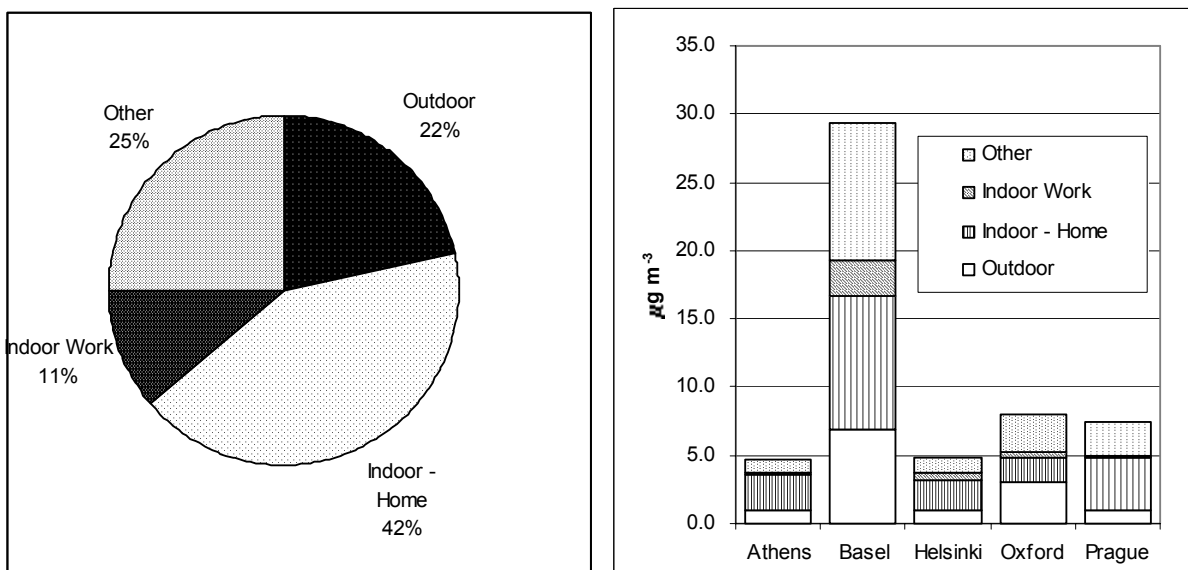 Other
25%
Outdoor
22%
Indoor Work
11%
Indoor -
Home
42%
35.0
30.0
25.0
20.0
15.0
10.0
5.0
0.0
µg m⁻³
Other
Indoor Work
Indoor - Home
Outdoor
Athens Basel Helsinki Oxford Prague